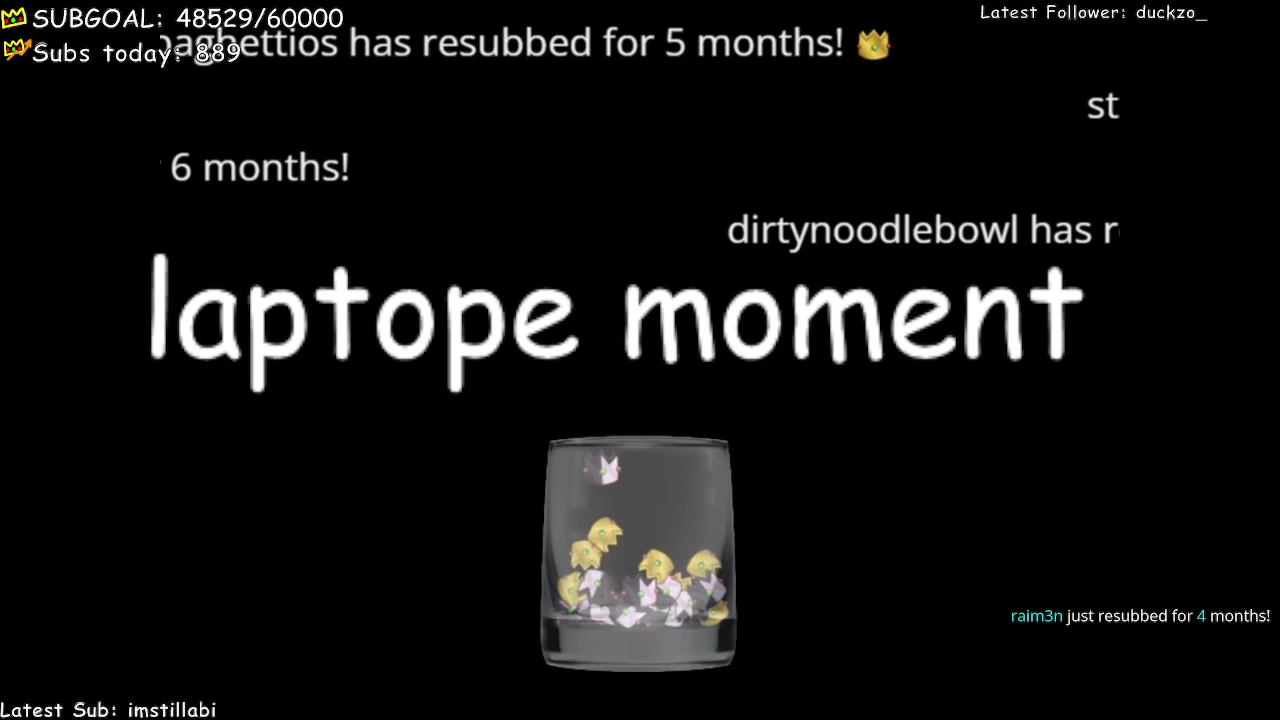 SUBGOAL: 48529/60000
Latest Follower: duckzo_
paghettios has resubbed for 5 months!
Subs today: 889
st
6 months!
dirtynoodlebowl has r
laptope moment
raim3n just resubbed for 4 months!
Latest Sub: imstillabi